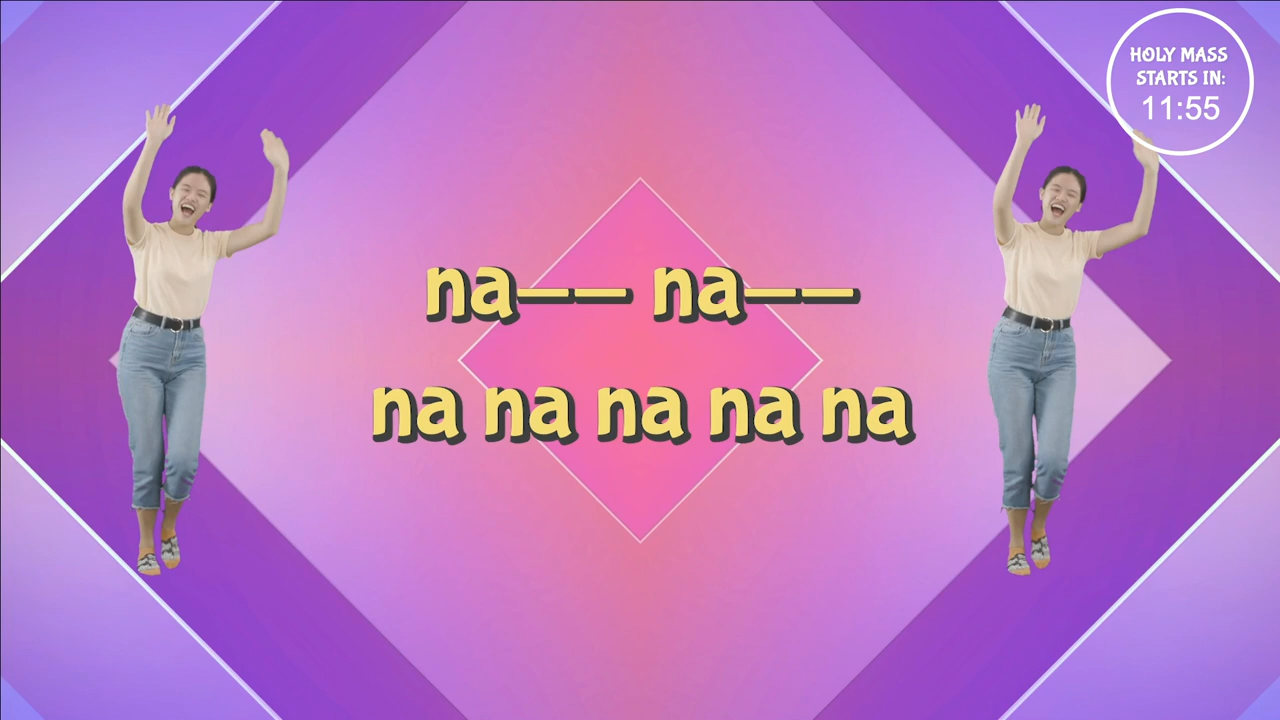 HOLY MASS
STARTS IN:
11:55
na—— na——
na na na na na